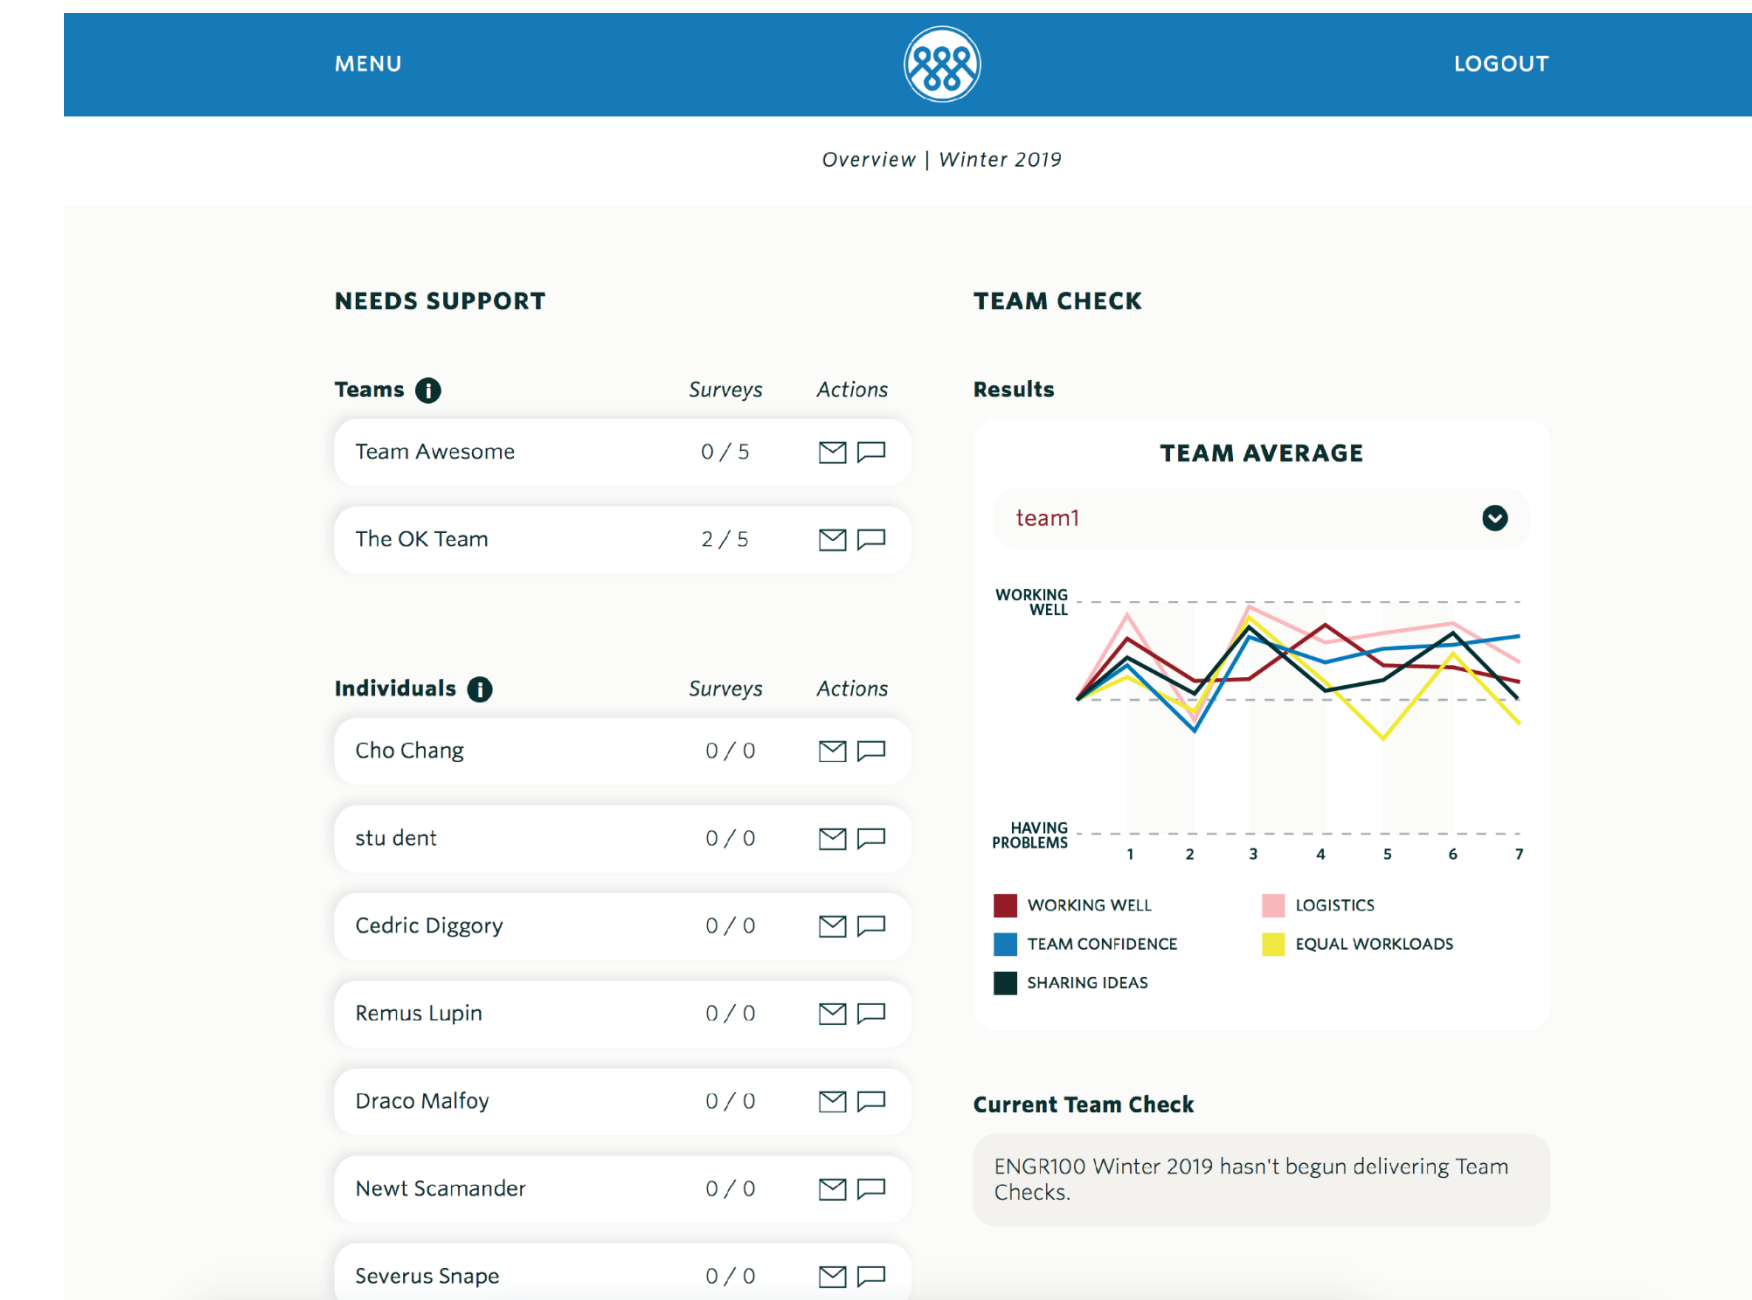 MENU
LOGOUT
Overview | Winter 2019
NEEDS SUPPORT
Teams i Surveys Actions
Team Awesome 0 / 5
The OK Team 2 / 5
Individuals i Surveys Actions
Cho Chang 0 / 0
stu dent 0 / 0
Cedric Diggory 0 / 0
Remus Lupin 0 / 0
Draco Malfoy 0 / 0
Newt Scamander 0 / 0
Severus Snape 0 / 0
TEAM CHECK
Results
TEAM AVERAGE
team1
WORKING
WELL
HAVING
PROBLEMS
1 2 3 4 5 6 7
WORKING WELL
LOGISTICS
TEAM CONFIDENCE
EQUAL WORKLOADS
SHARING IDEAS
Current Team Check
ENGR100 Winter 2019 hasn't begun delivering Team
Checks.